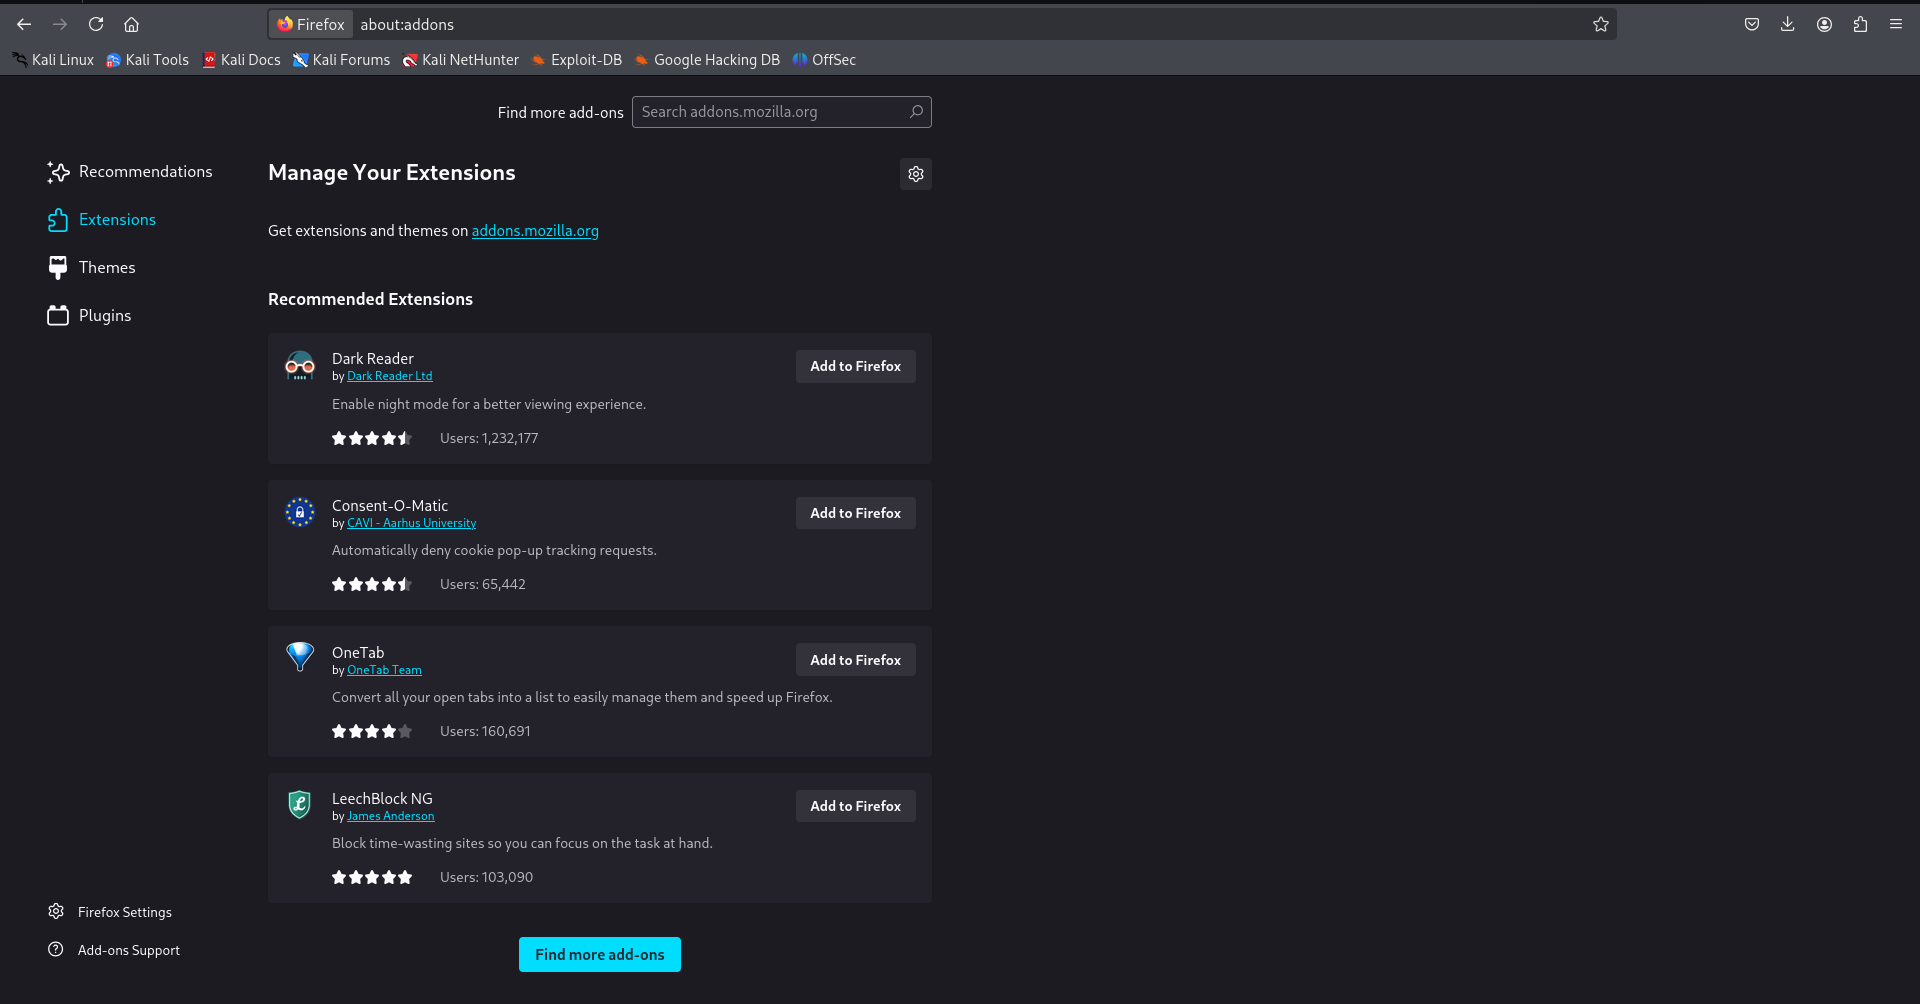 Firefox about:addons
Kali Linux Kali Tools Kali Docs Kali Forums Kali NetHunter Exploit-DB Google Hacking DB OffSec
Find more add-ons Search addons.mozilla.org
Recommendations
Extensions
Themes
Plugins
Manage Your Extensions
Get extensions and themes on addons.mozilla.org
Recommended Extensions
Dark Reader
by Dark Reader Ltd
Add to Firefox
Enable night mode for a better viewing experience.
Users: 1,232,177
Consent-O-Matic
by CAVI - Aarhus University
Add to Firefox
Automatically deny cookie pop-up tracking requests.
Users: 65,442
OneTab
by OneTab Team
Add to Firefox
Convert all your open tabs into a list to easily manage them and speed up Firefox.
Users: 160,691
LeechBlock NG
by James Anderson
Add to Firefox
Block time-wasting sites so you can focus on the task at hand.
Users: 103,090
Firefox Settings
Add-ons Support
Find more add-ons